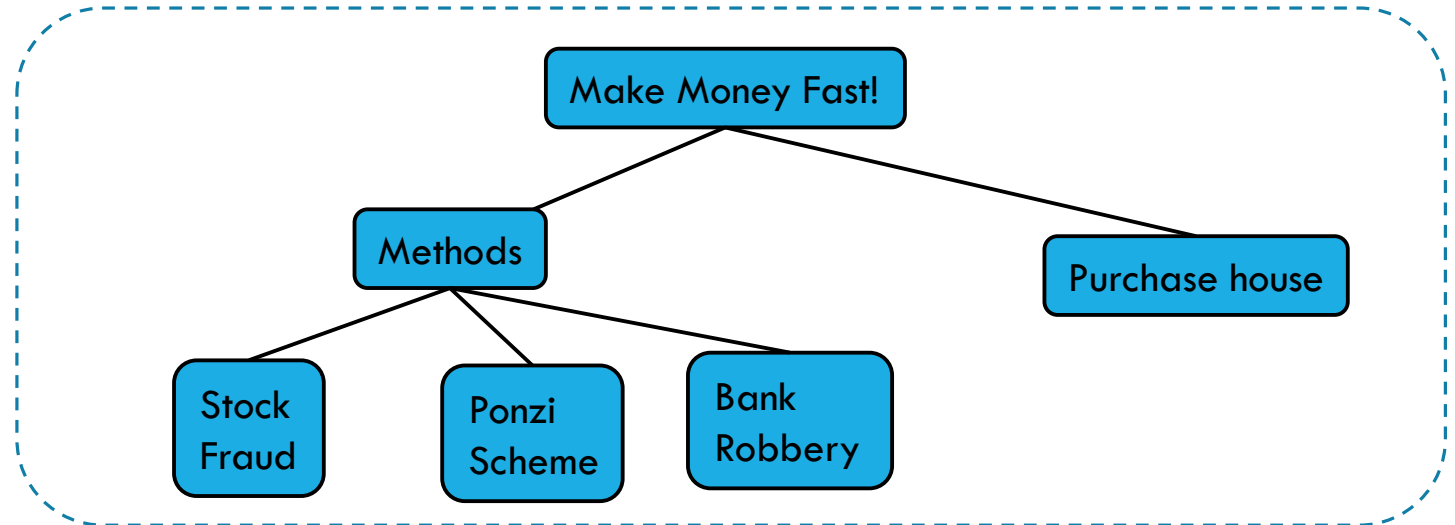 Make Money Fast!
Methods
Purchase house
Stock
Fraud
Ponzi
Scheme
Bank
Robbery